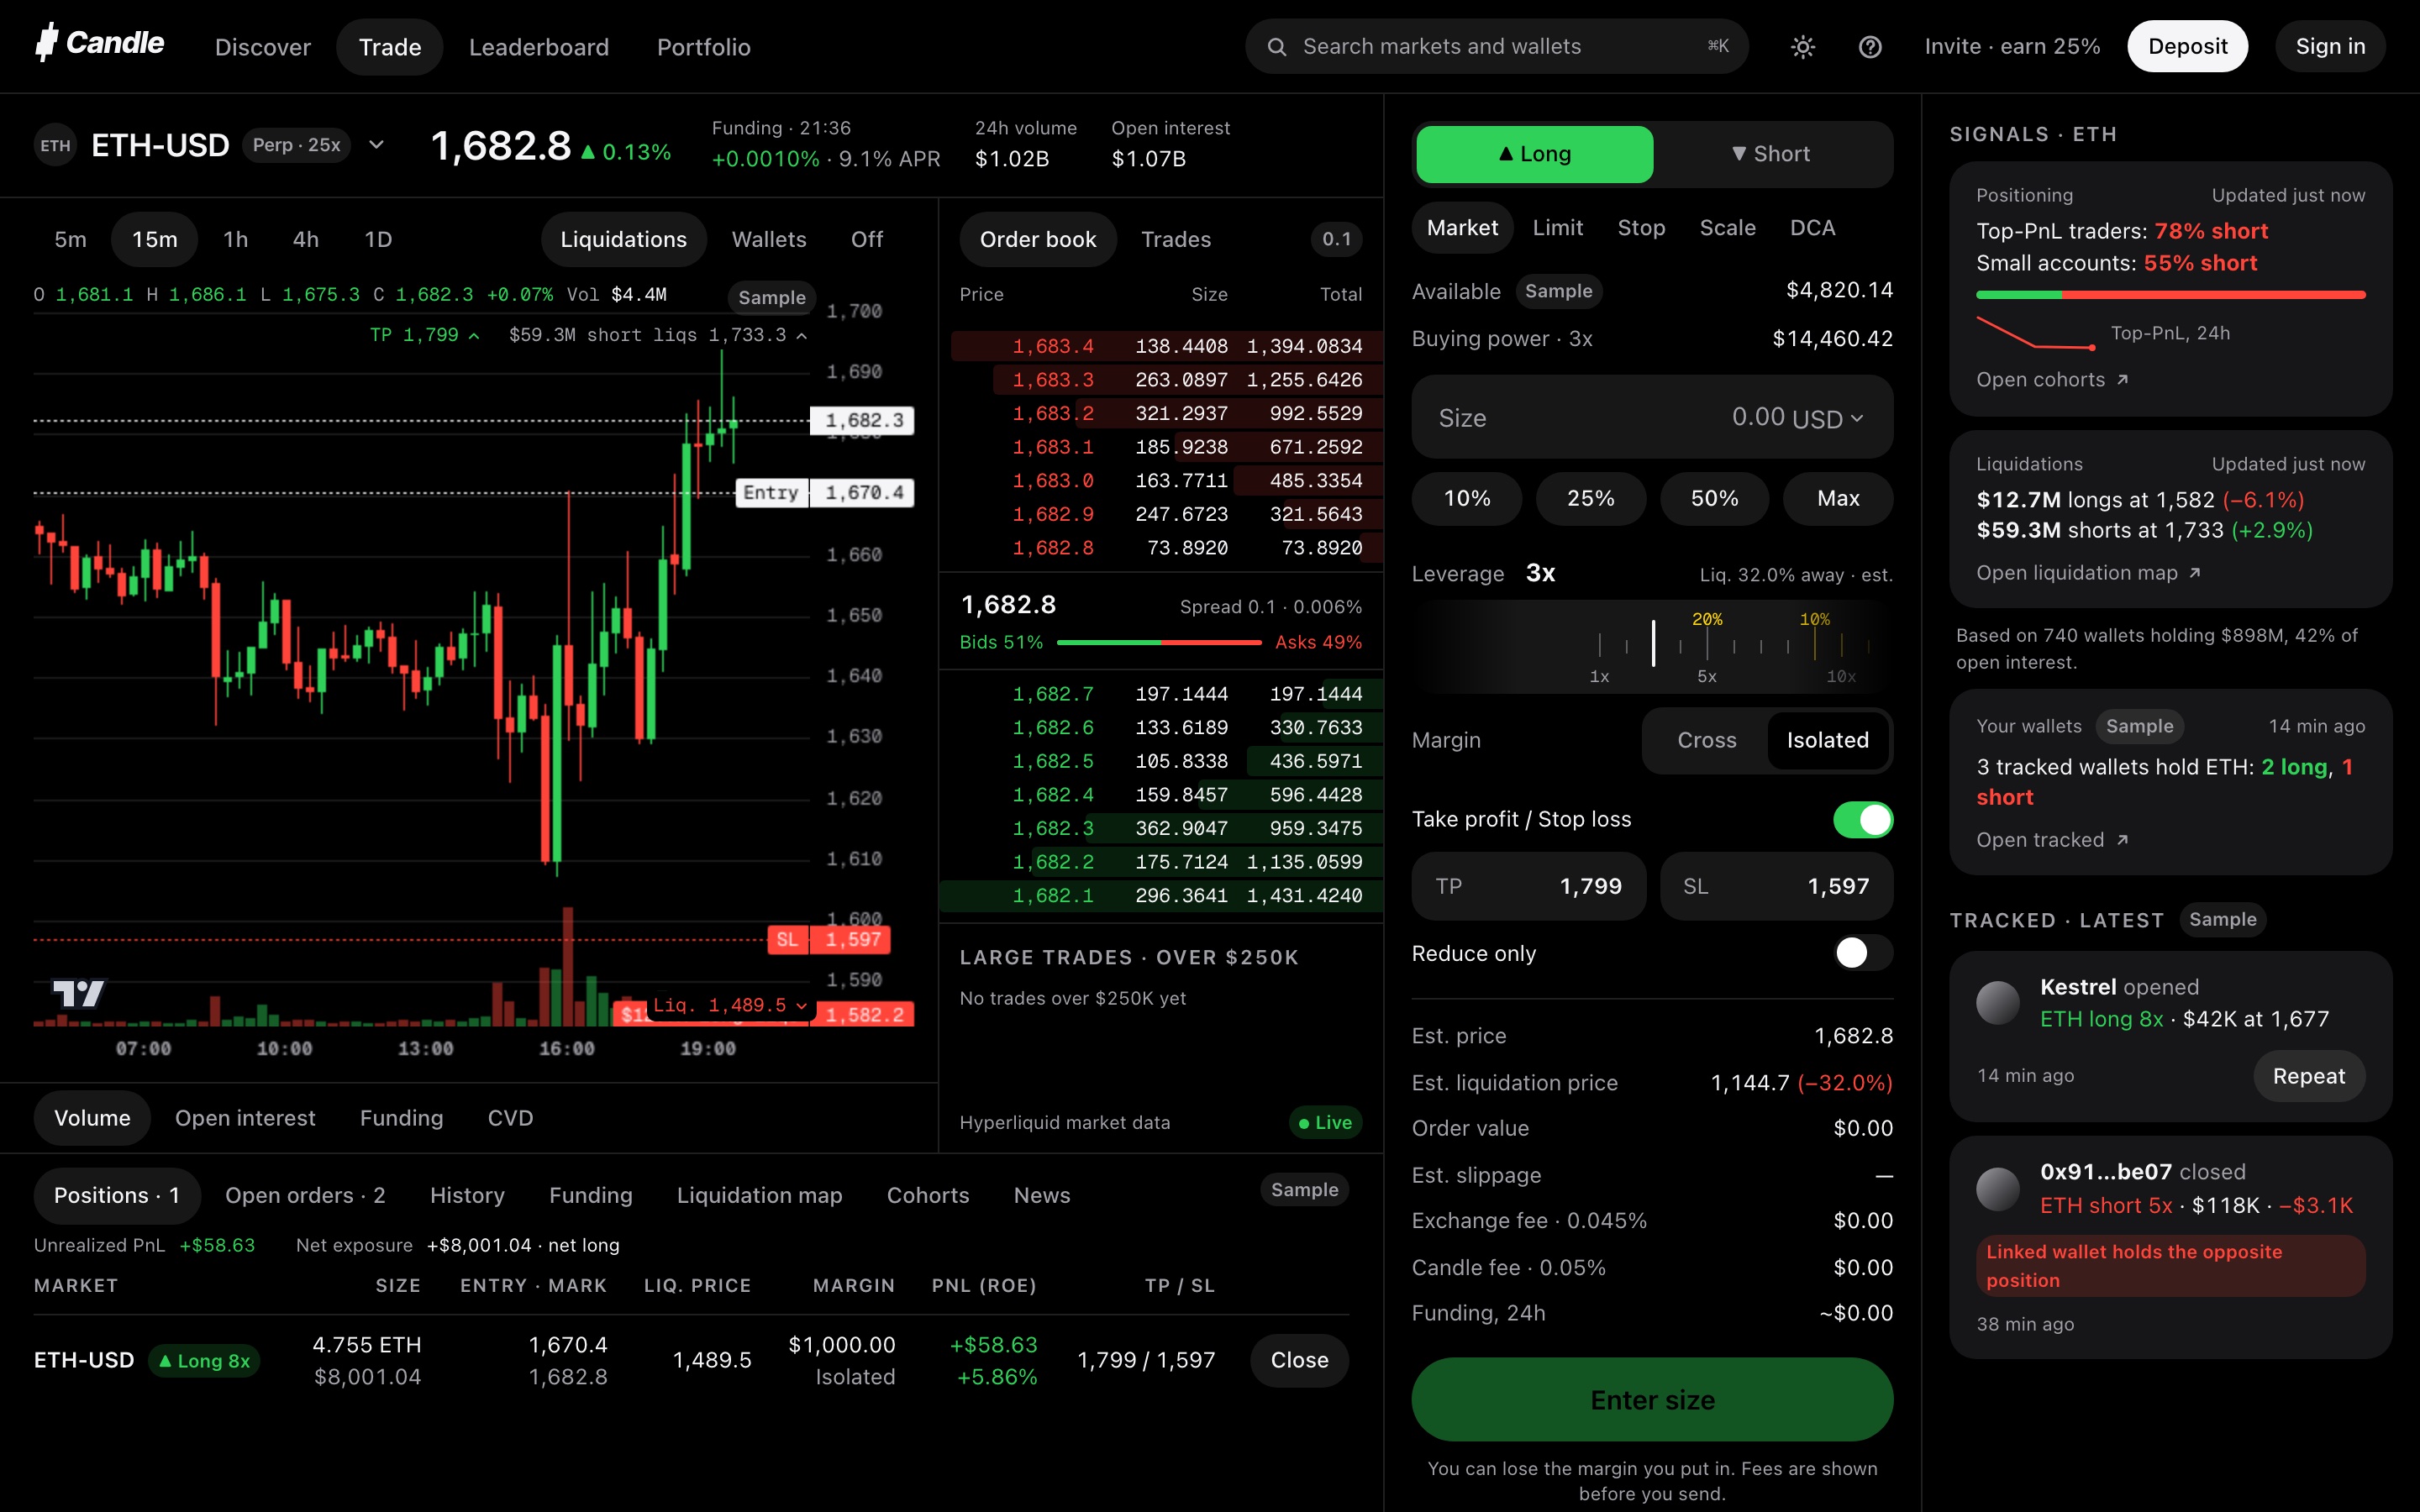 Candle
Discover
Trade
Leaderboard
Portfolio
Search markets and wallets
⌘K
Invite · earn 25%
Deposit
Sign in
ETH
ETH-USD
Perp · 25x
1,682.8
▲ 0.13%
Funding · 21:36
+0.0010% · 9.1% APR
24h volume
$1.02B
Open interest
$1.07B
5m
15m
1h
4h
1D
Liquidations
Wallets
Off
O 1,681.1 H 1,686.1 L 1,675.3 C 1,682.3 +0.07% Vol $4.4M
Sample
TP 1,799
$59.3M short liqs 1,733.3
1,700
1,690
1,682.3
Entry 1,670.4
1,660
1,650
1,640
1,630
1,620
1,610
1,600
SL 1,597
1,590
Liq. 1,489.5
1,582.2
07:00
10:00
13:00
16:00
19:00
Volume
Open interest
Funding
CVD
Order book
Trades
0.1
Price Size Total
1,683.4 138.4408 1,394.0834
1,683.3 263.0897 1,255.6426
1,683.2 321.2937 992.5529
1,683.1 185.9238 671.2592
1,683.0 163.7711 485.3354
1,682.9 247.6723 321.5643
1,682.8 73.8920 73.8920
1,682.8
Spread 0.1 · 0.006%
Bids 51%
Asks 49%
1,682.7 197.1444 197.1444
1,682.6 133.6189 330.7633
1,682.5 105.8338 436.5971
1,682.4 159.8457 596.4428
1,682.3 362.9047 959.3475
1,682.2 175.7124 1,135.0599
1,682.1 296.3641 1,431.4240
LARGE TRADES · OVER $250K
No trades over $250K yet
Hyperliquid market data
Live
Positions · 1
Open orders · 2
History
Funding
Liquidation map
Cohorts
News
Sample
Unrealized PnL +$58.63
Net exposure +$8,001.04 · net long
MARKET SIZE ENTRY · MARK LIQ. PRICE MARGIN PNL (ROE) TP / SL
ETH-USD
▲ Long 8x
4.755 ETH
$8,001.04
1,670.4
1,682.8
1,489.5
$1,000.00
Isolated
+$58.63
+5.86%
1,799 / 1,597
Close
▲ Long
▼ Short
Market
Limit
Stop
Scale
DCA
Available Sample $4,820.14
Buying power · 3x $14,460.42
Size 0.00 USD
10%
25%
50%
Max
Leverage 3x
Liq. 32.0% away · est.
20% 10%
1x 5x 10x
Margin
Cross
Isolated
Take profit / Stop loss
TP 1,799
SL 1,597
Reduce only
Est. price 1,682.8
Est. liquidation price 1,144.7 (−32.0%)
Order value $0.00
Est. slippage —
Exchange fee · 0.045% $0.00
Candle fee · 0.05% $0.00
Funding, 24h ~$0.00
Enter size
You can lose the margin you put in. Fees are shown
before you send.
SIGNALS · ETH
Positioning
Updated just now
Top-PnL traders: 78% short
Small accounts: 55% short
Top-PnL, 24h
Open cohorts ↗
Liquidations
Updated just now
$12.7M longs at 1,582 (−6.1%)
$59.3M shorts at 1,733 (+2.9%)
Open liquidation map ↗
Based on 740 wallets holding $898M, 42% of
open interest.
Your wallets
Sample
14 min ago
3 tracked wallets hold ETH: 2 long, 1
short
Open tracked ↗
TRACKED · LATEST
Sample
Kestrel opened
ETH long 8x · $42K at 1,677
14 min ago
Repeat
0x91...be07 closed
ETH short 5x · $118K · −$3.1K
Linked wallet holds the opposite
position
38 min ago